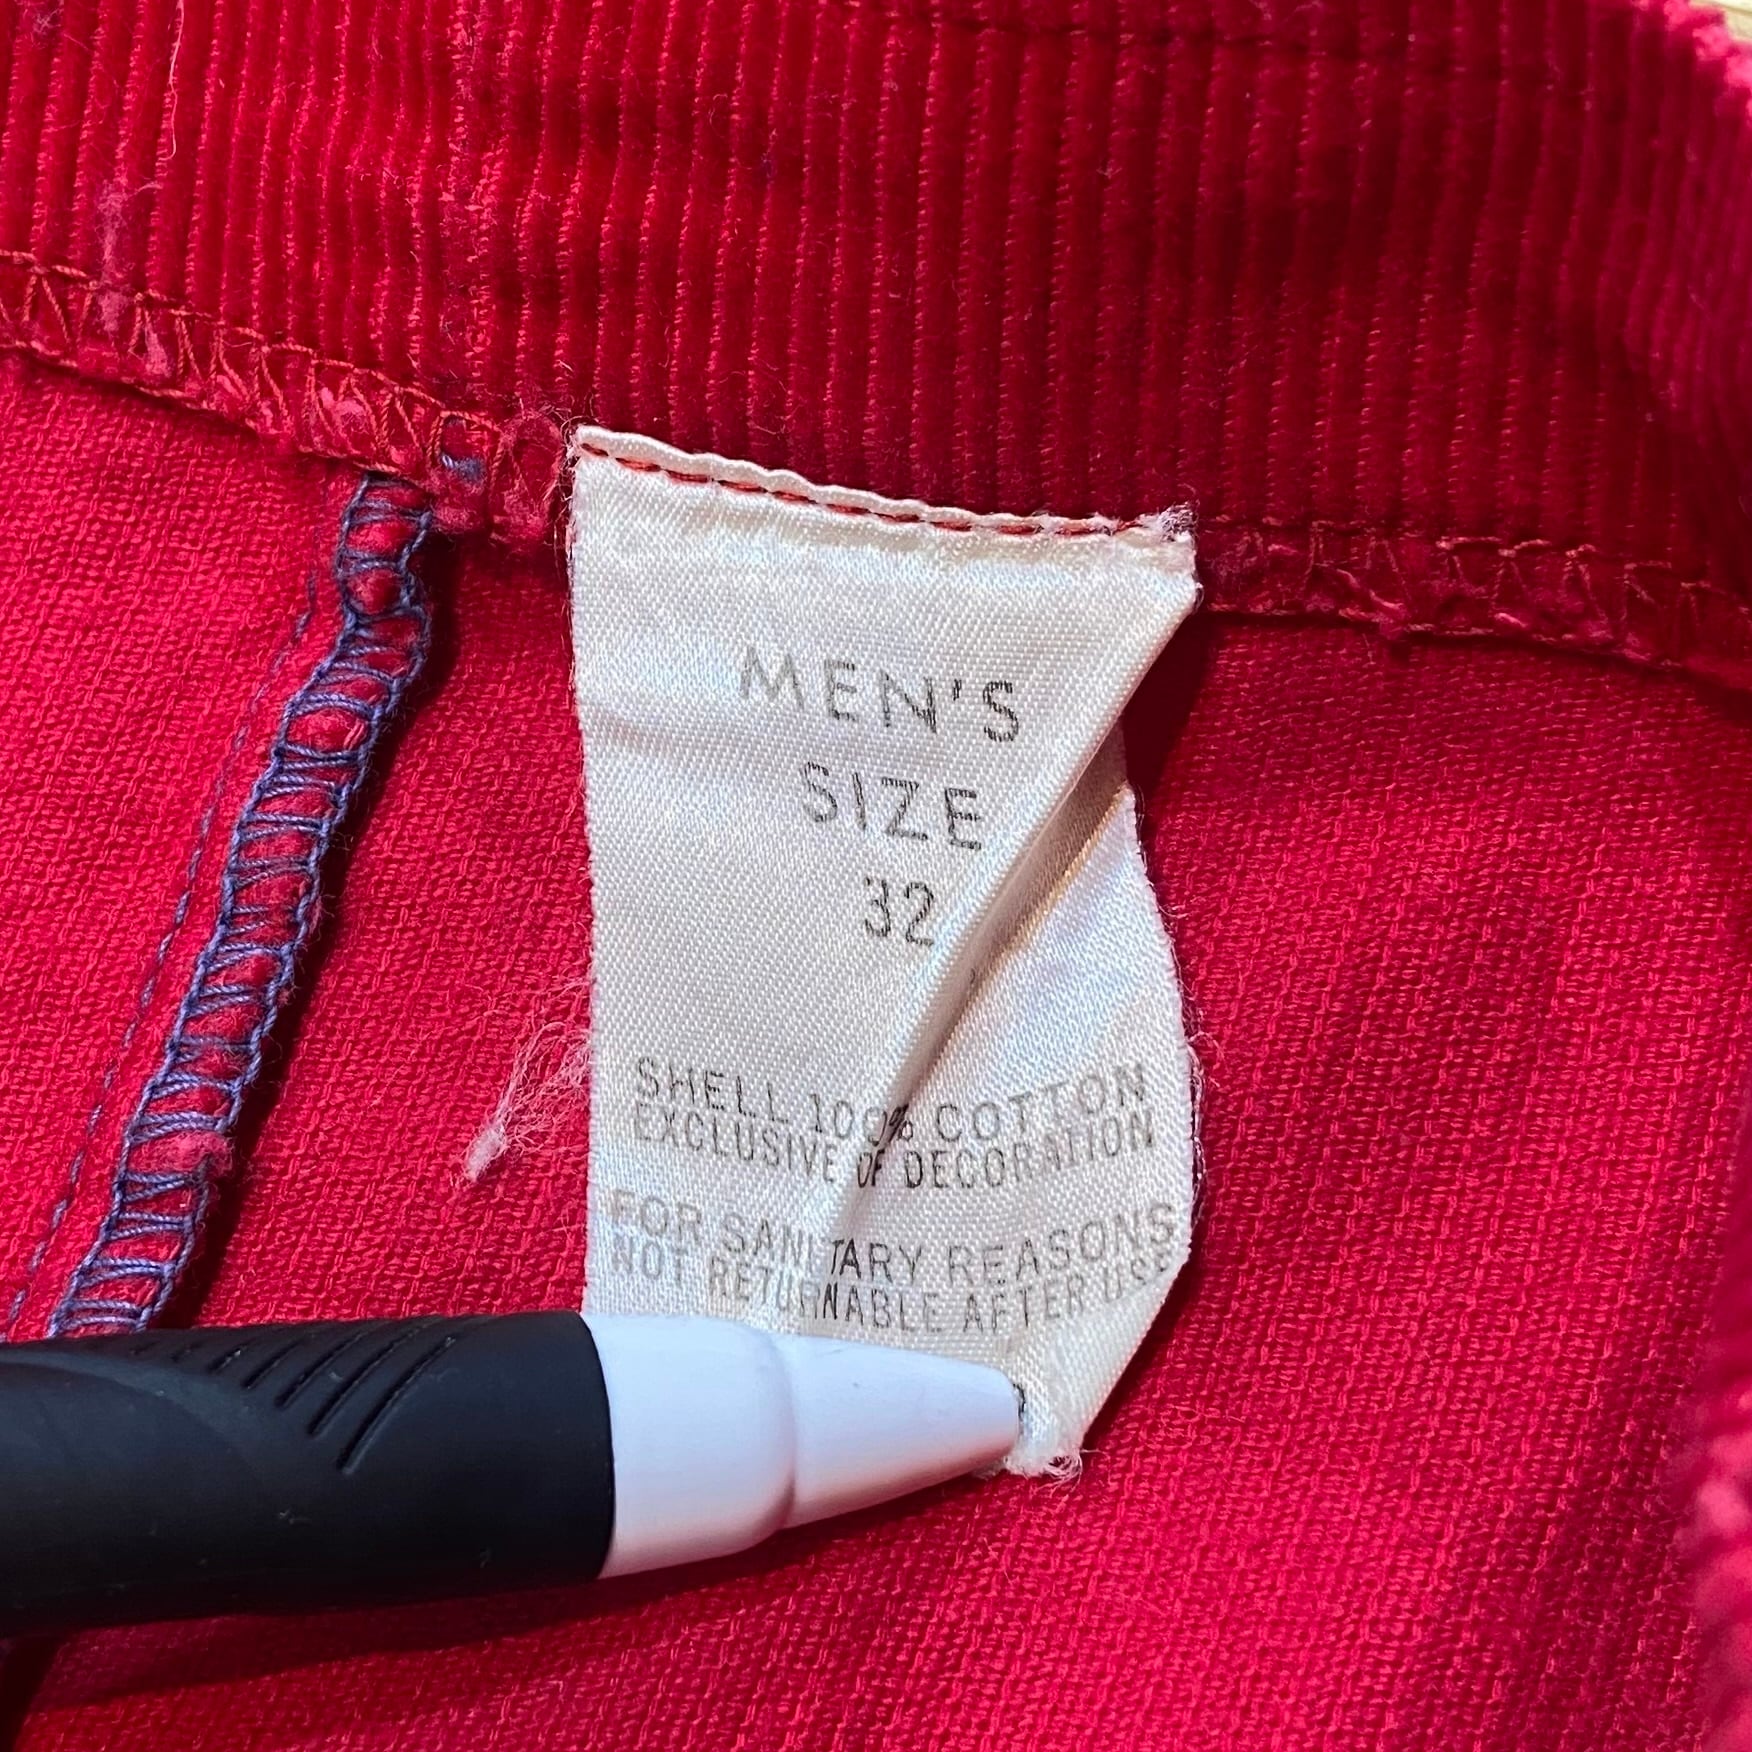 MEN'S
SIZE
32
SHELL 100% COTTON
EXCLUSIVE OF DECORATION
FOR SANITARY REASONS
NOT RETURNABLE AFTER USE